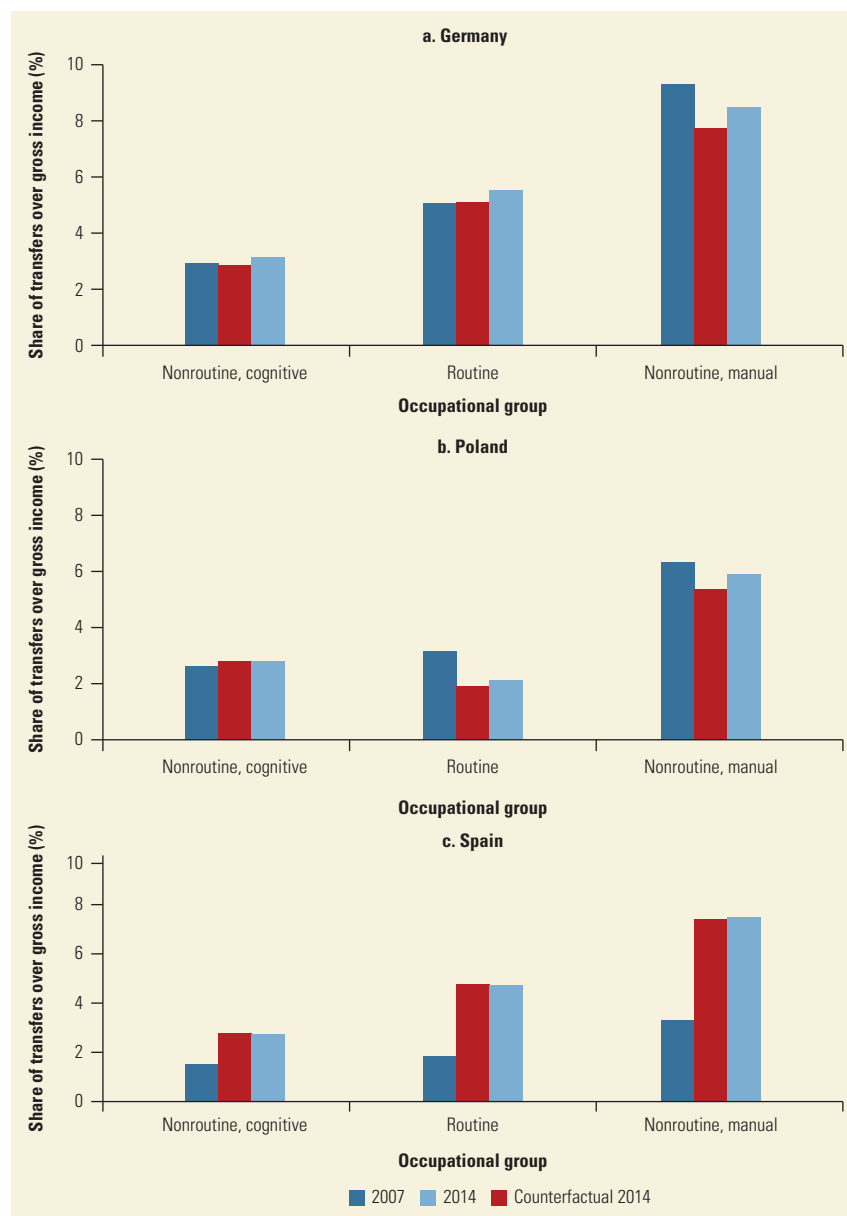 a. Germany
Share of transfers over gross income (%)
10
8
6
4
2
0
Nonroutine, cognitive Routine Nonroutine, manual
Occupational group
b. Poland
Share of transfers over gross income (%)
10
8
6
4
2
0
Nonroutine, cognitive Routine Nonroutine, manual
Occupational group
c. Spain
Share of transfers over gross income (%)
10
8
6
4
2
0
Nonroutine, cognitive Routine Nonroutine, manual
Occupational group
2007 2014 Counterfactual 2014